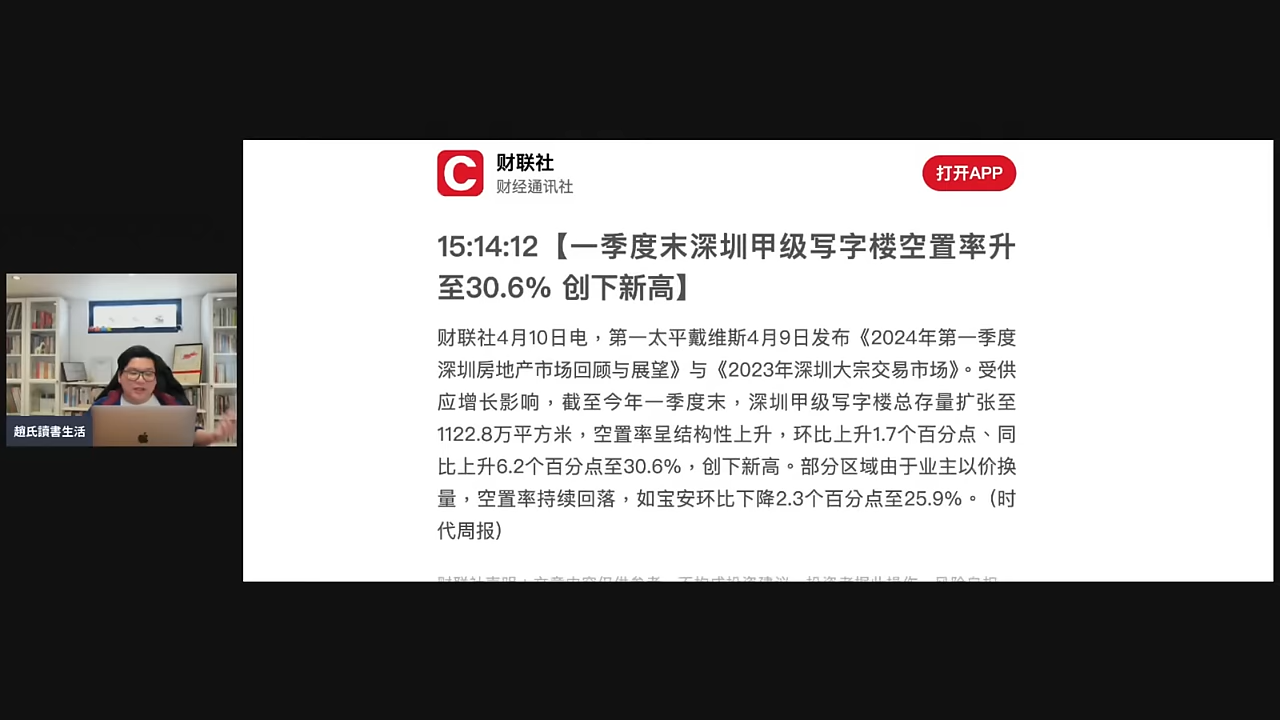 财联社
财经通讯社
打开APP
15:14:12【一季度末深圳甲级写字楼空置率升
至30.6% 创下新高】
财联社4月10日电，第一太平戴维斯4月9日发布《2024年第一季度
深圳房地产市场回顾与展望》与《2023年深圳大宗交易市场》。受供
应增长影响，截至今年一季度末，深圳甲级写字楼总存量扩张至
1122.8万平方米，空置率呈结构性上升，环比上升1.7个百分点、同
比上升6.2个百分点至30.6%，创下新高。部分区域由于业主以价换
量，空置率持续回落，如宝安环比下降2.3个百分点至25.9%。（时
代周报）
趙氏讀書生活